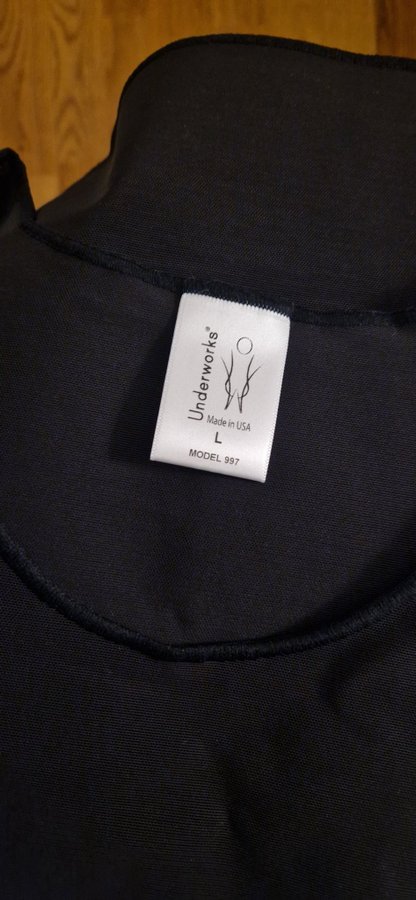 Underworks®
Made in USA
L
MODEL 997